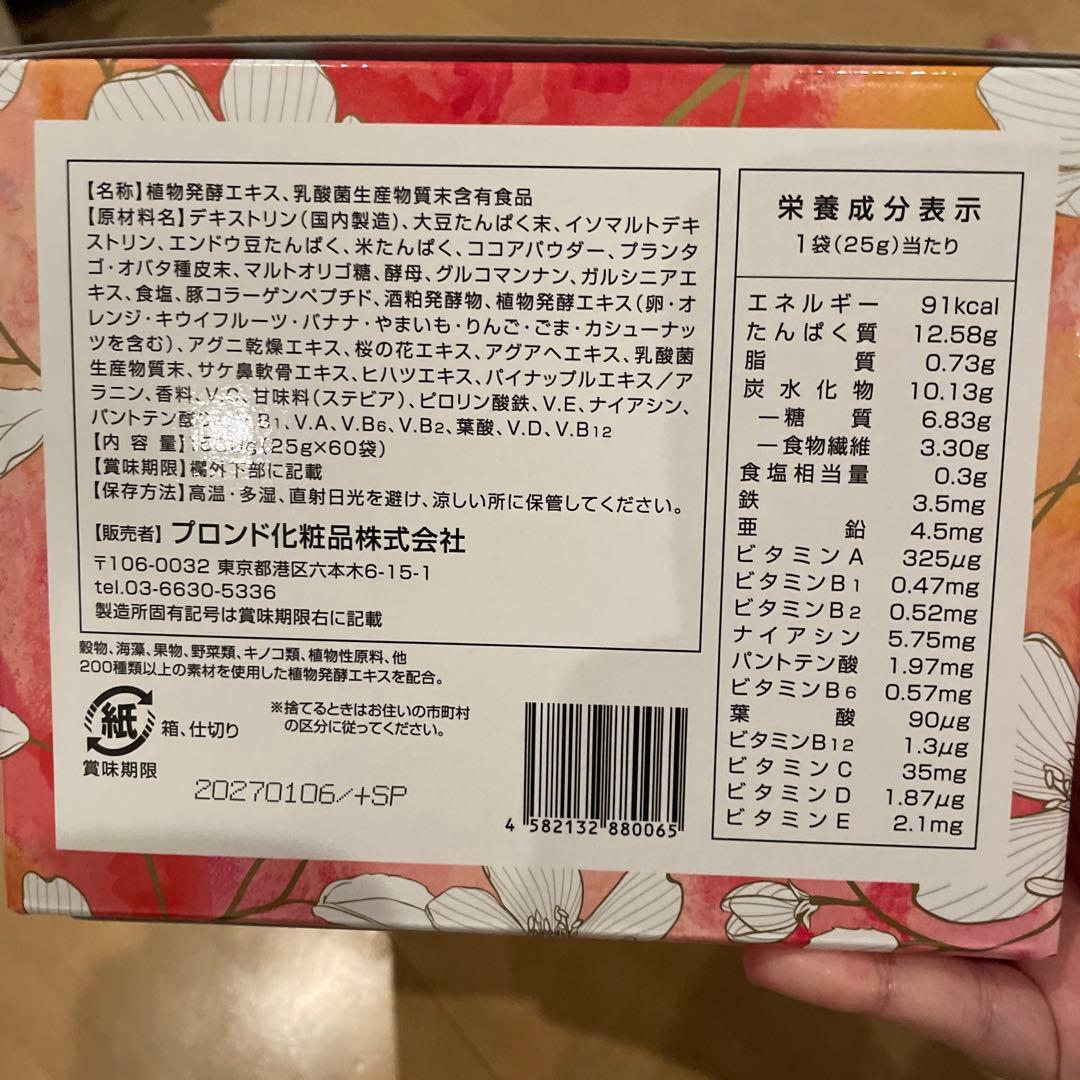 【名称】植物発酵エキス、乳酸菌生産物質末含有食品
【原材料名】デキストリン(国内製造)、大豆たんぱく末、イソマルトデキ
ストリン、エンドウ豆たんぱく、米たんぱく、ココアパウダー、プランタ
ゴ・オバタ種皮末、マルトオリゴ糖、酵母、グルコマンナン、ガルシニアエ
キス、食塩、豚コラーゲンペプチド、酒粕発酵物、植物発酵エキス(卵・オ
レンジ・キウイフルーツ・バナナ・やまいも・りんご・ごま・カシューナッ
ツを含む)、アグニ乾燥エキス、桜の花エキス、アグアヘエキス、乳酸菌
生産物質末、サケ鼻軟骨エキス、ヒハツエキス、パイナップルエキス/ア
ラニン、香料、V.C、甘味料(ステビア)、ピロリン酸鉄、V.E、ナイアシン、
パントテン酸 B1、V.A、V.B6、V.B2、葉酸、V.D、V.B12
【内 容 量】 (25g×60袋)
【賞味期限】欄外下部に記載
【保存方法】高温・多湿、直射日光を避け、涼しい所に保管してください。
【販売者】プロンド化粧品株式会社
〒106-0032 東京都港区六本木6-15-1
tel.03-6630-5336
製造所固有記号は賞味期限右に記載
穀物、海藻、果物、野菜類、キノコ類、植物性原料、他
200種類以上の素材を使用した植物発酵エキスを配合。
紙 箱、仕切り
※捨てるときはお住いの市町村
の区分に従ってください。
賞味期限
20270106/+SP
4 582132 880065
栄養成分表示
1袋(25g)当たり
エネルギー 91kcal
たんぱく質 12.58g
脂質 0.73g
炭水化物 10.13g
―糖質 6.83g
―食物繊維 3.30g
食塩相当量 0.3g
鉄 3.5mg
亜鉛 4.5mg
ビタミンA 325μg
ビタミンB1 0.47mg
ビタミンB2 0.52mg
ナイアシン 5.75mg
パントテン酸 1.97mg
ビタミンB6 0.57mg
葉酸 90μg
ビタミンB12 1.3μg
ビタミンC 35mg
ビタミンD 1.87μg
ビタミンE 2.1mg